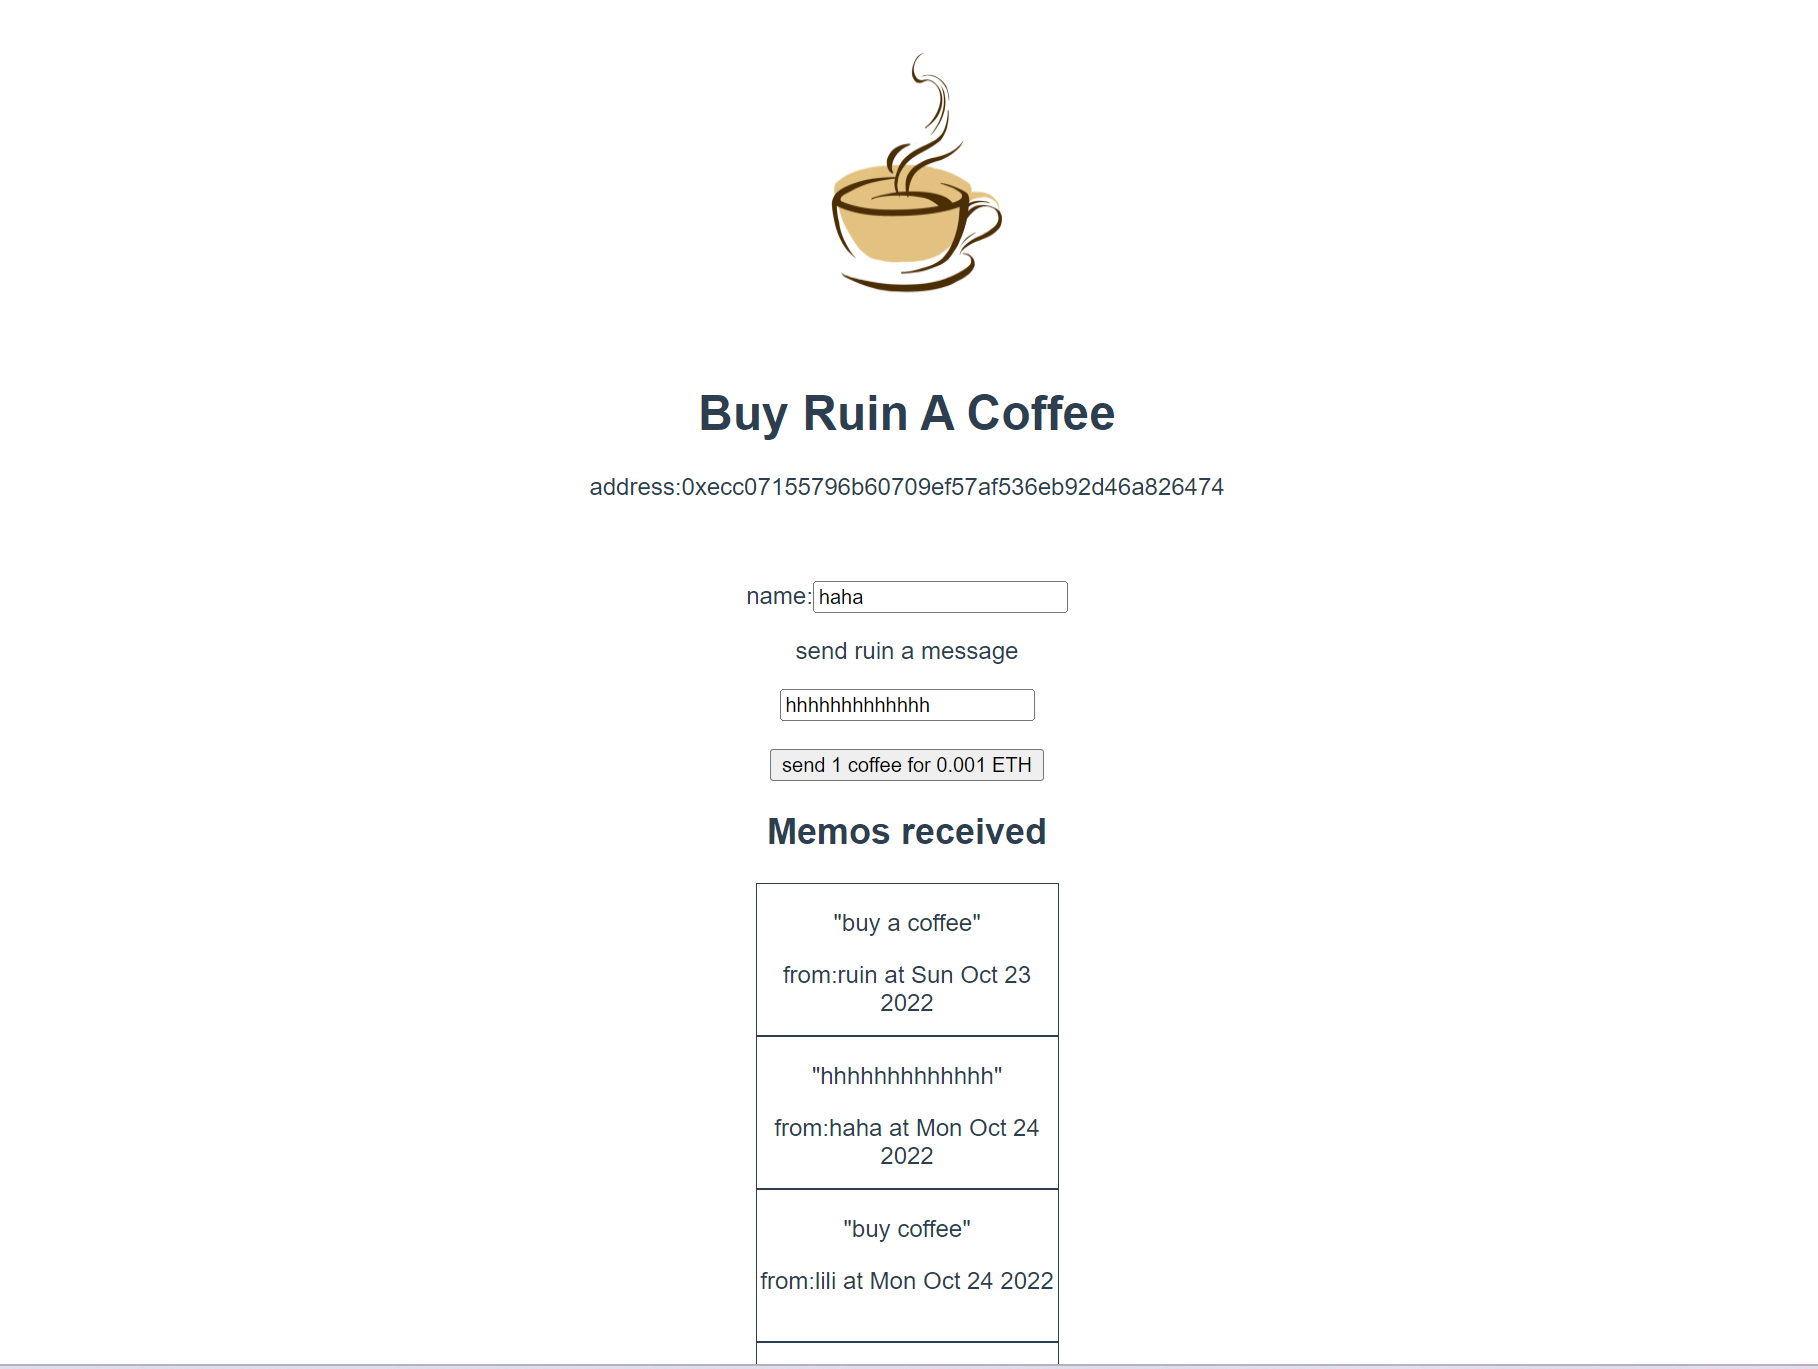 Buy Ruin A Coffee
address:0xecc07155796b60709ef57af536eb92d46a826474
name:haha
send ruin a message
hhhhhhhhhhhhh
send 1 coffee for 0.001 ETH
Memos received
"buy a coffee"
from:ruin at Sun Oct 23
2022
"hhhhhhhhhhhhh"
from:haha at Mon Oct 24
2022
"buy coffee"
from:lili at Mon Oct 24 2022